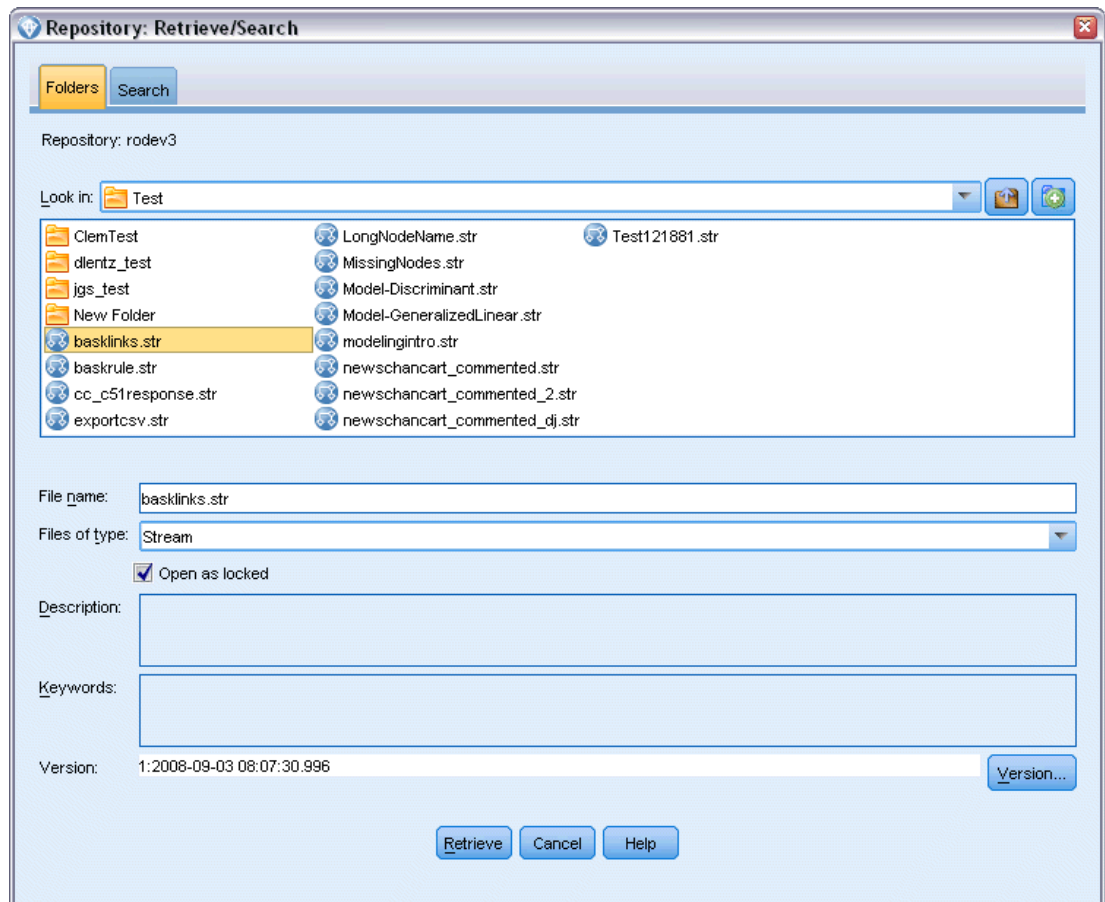 Repository: Retrieve/Search
Folders
Search
Repository: rodev3
Look in: Test
ClemTest
dlentz_test
jgs_test
New Folder
basklinks.str
baskrule.str
cc_c51response.str
exportcsv.str
LongNodeName.str
MissingNodes.str
Model-Discriminant.str
Model-GeneralizedLinear.str
modelingintro.str
newschancart_commented.str
newschancart_commented_2.str
newschancart_commented_dj.str
Test121881.str
File name: basklinks.str
Files of type: Stream
Open as locked
Description:
Keywords:
Version: 1:2008-09-03 08:07:30.996
Version...
Retrieve
Cancel
Help